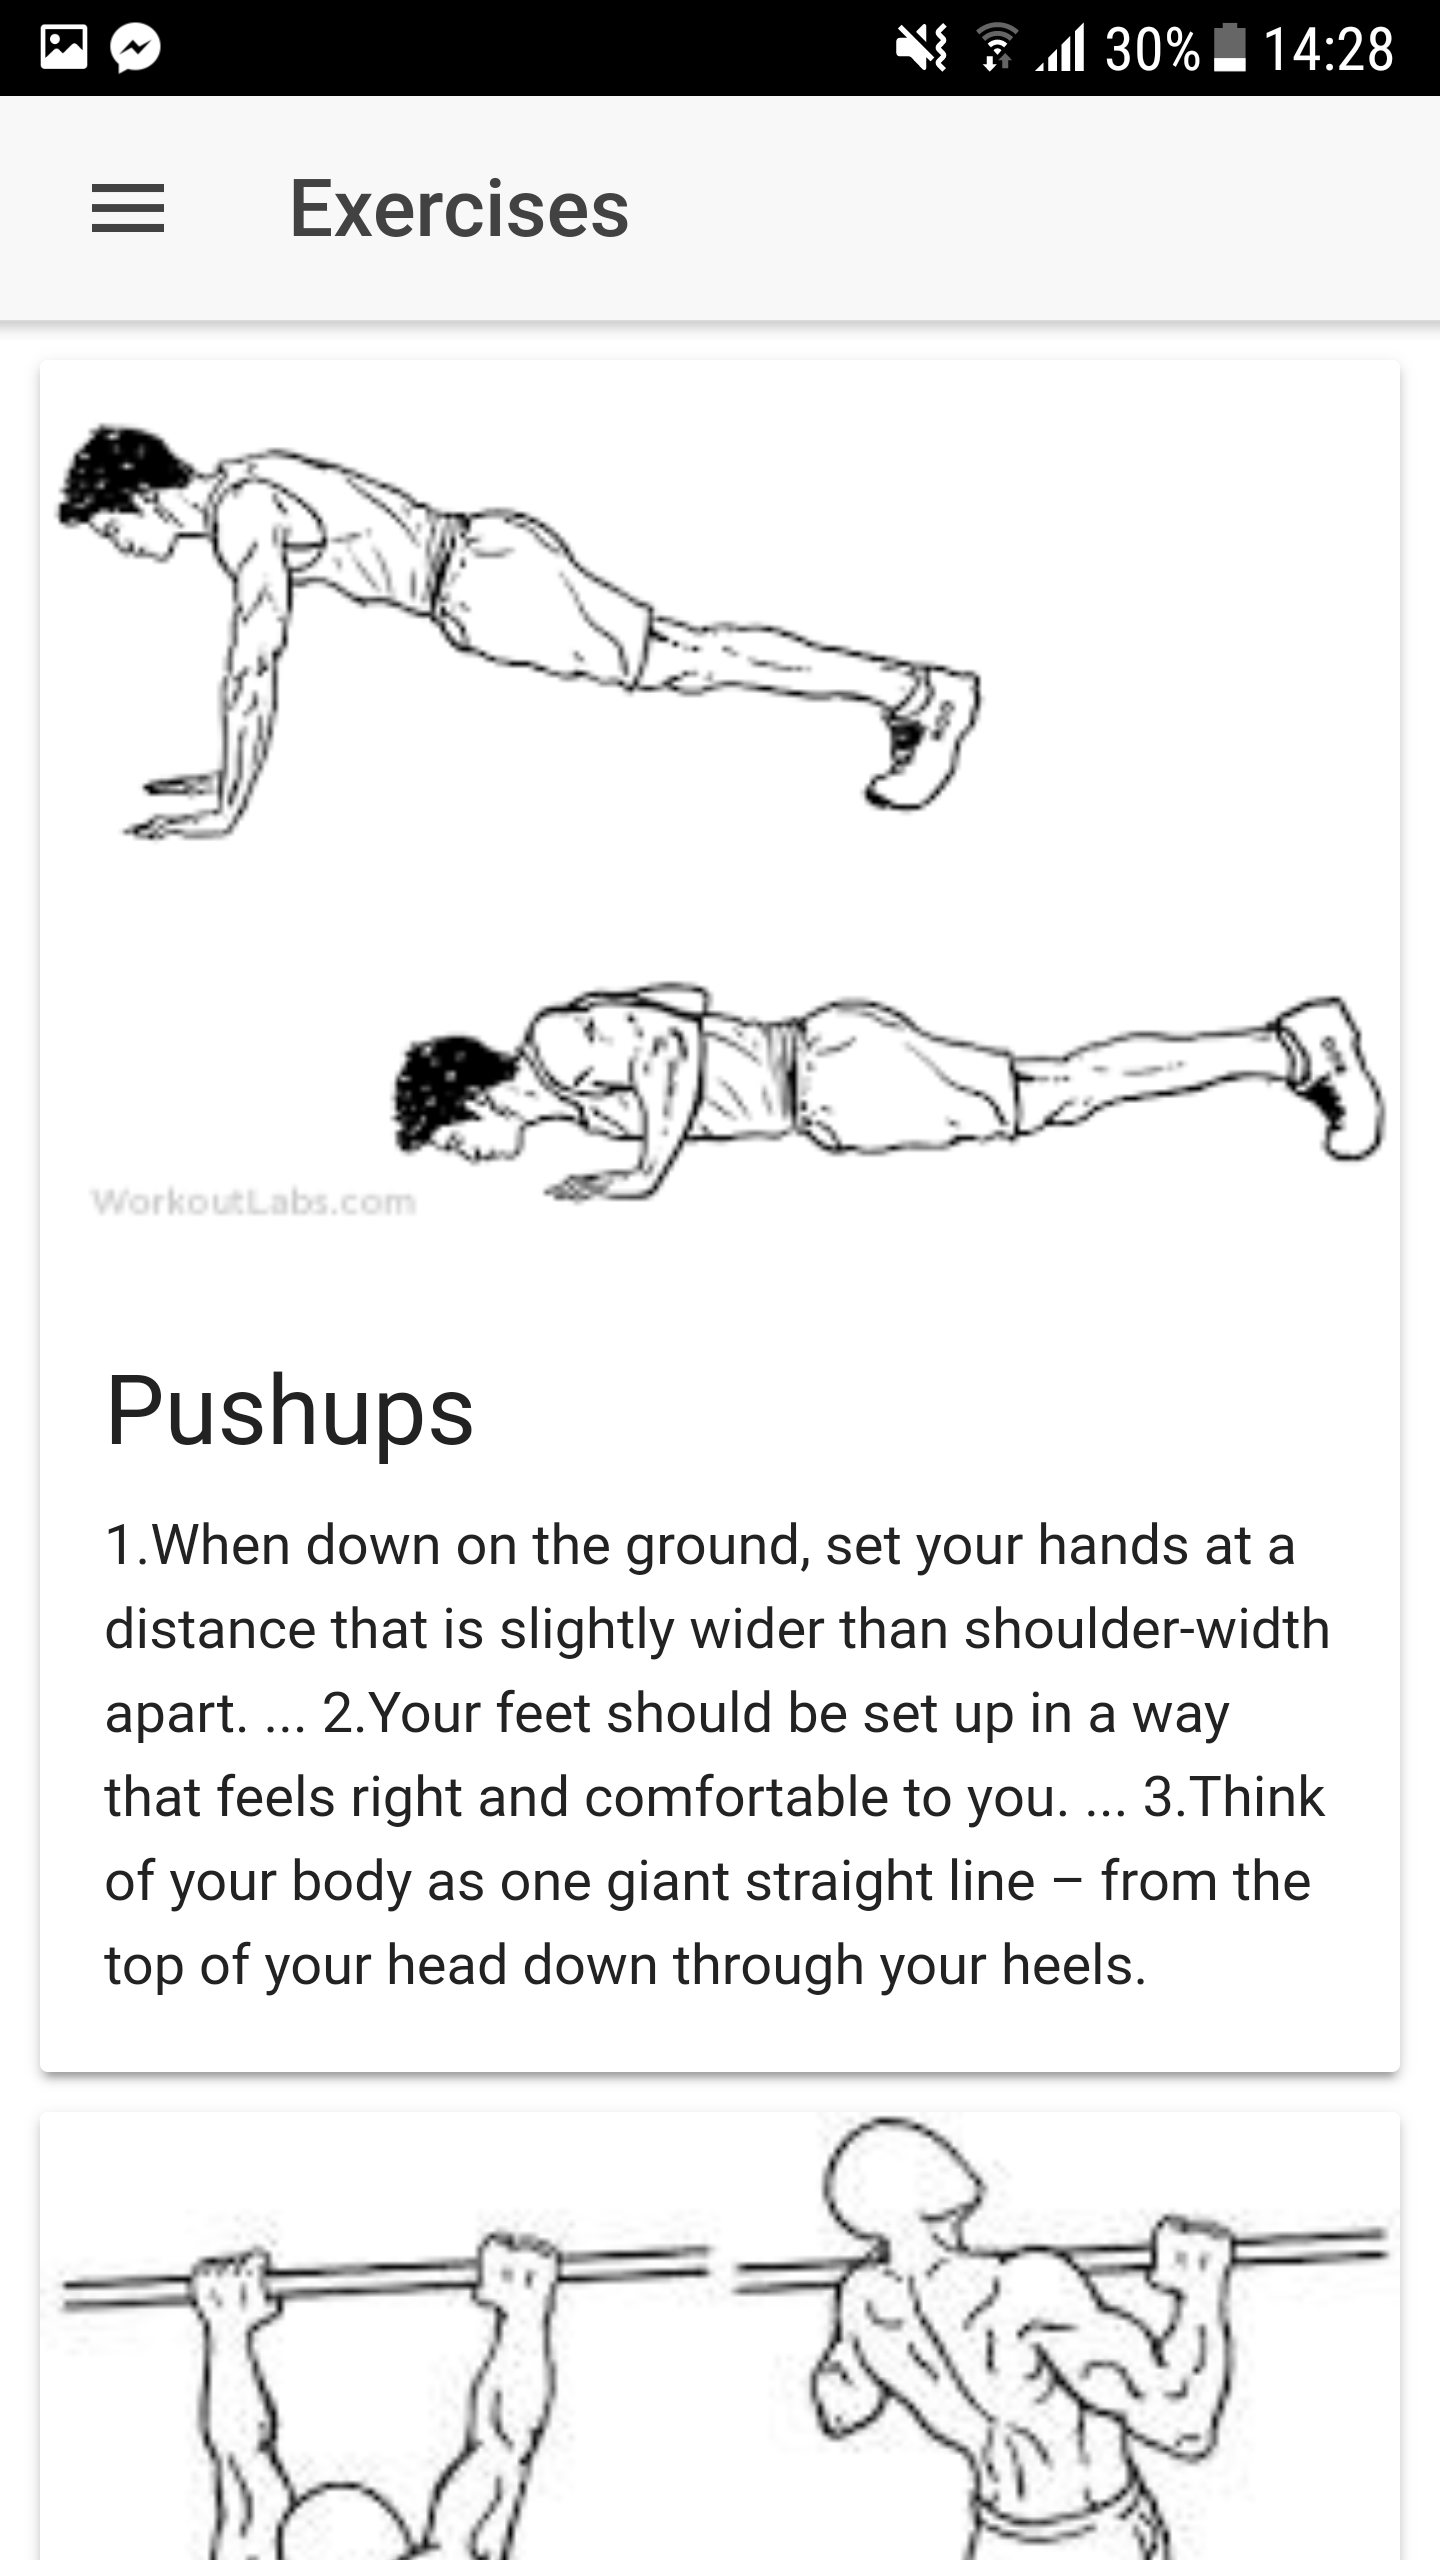 30% 14:28
Exercises
WorkoutLabs.com
Pushups
1.When down on the ground, set your hands at a
distance that is slightly wider than shoulder-width
apart. ... 2.Your feet should be set up in a way
that feels right and comfortable to you. ... 3.Think
of your body as one giant straight line – from the
top of your head down through your heels.